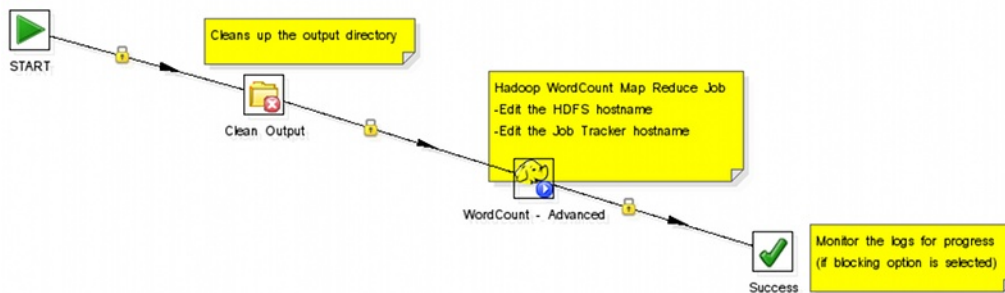 START
Cleans up the output directory
Clean Output
Hadoop WordCount Map Reduce Job
-Edit the HDFS hostname
-Edit the Job Tracker hostname
WordCount - Advanced
Monitor the logs for progress
(if blocking option is selected)
Success